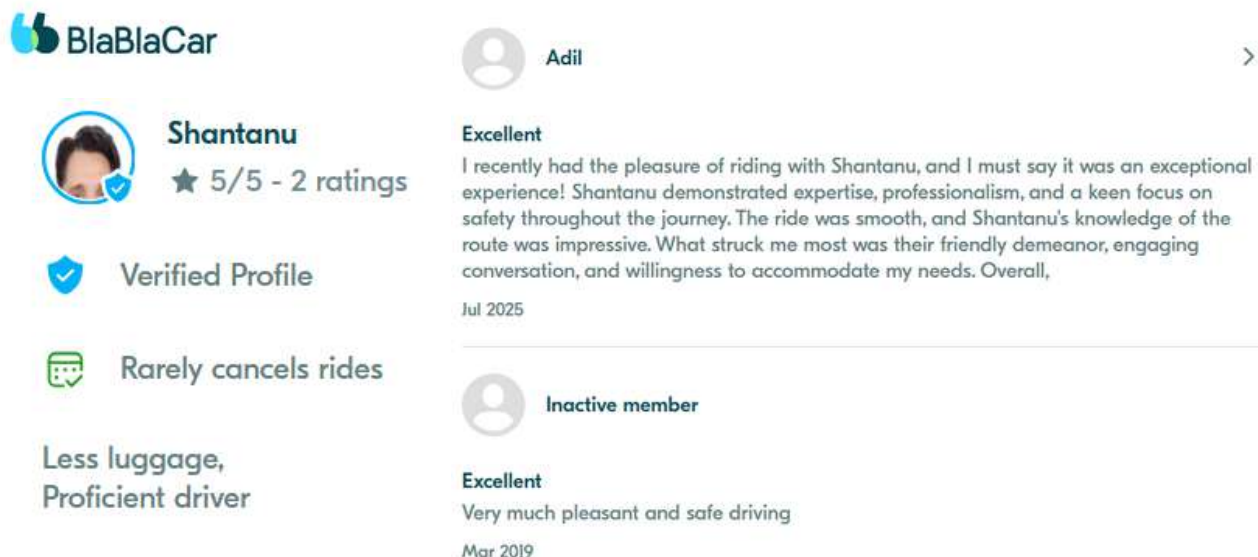 BlaBlaCar
Shantanu
★ 5/5 - 2 ratings
Verified Profile
Rarely cancels rides
Less luggage,
Proficient driver
Adil
Excellent
I recently had the pleasure of riding with Shantanu, and I must say it was an exceptional
experience! Shantanu demonstrated expertise, professionalism, and a keen focus on
safety throughout the journey. The ride was smooth, and Shantanu's knowledge of the
route was impressive. What struck me most was their friendly demeanor, engaging
conversation, and willingness to accommodate my needs. Overall,
Jul 2025
Inactive member
Excellent
Very much pleasant and safe driving
Mar 2019